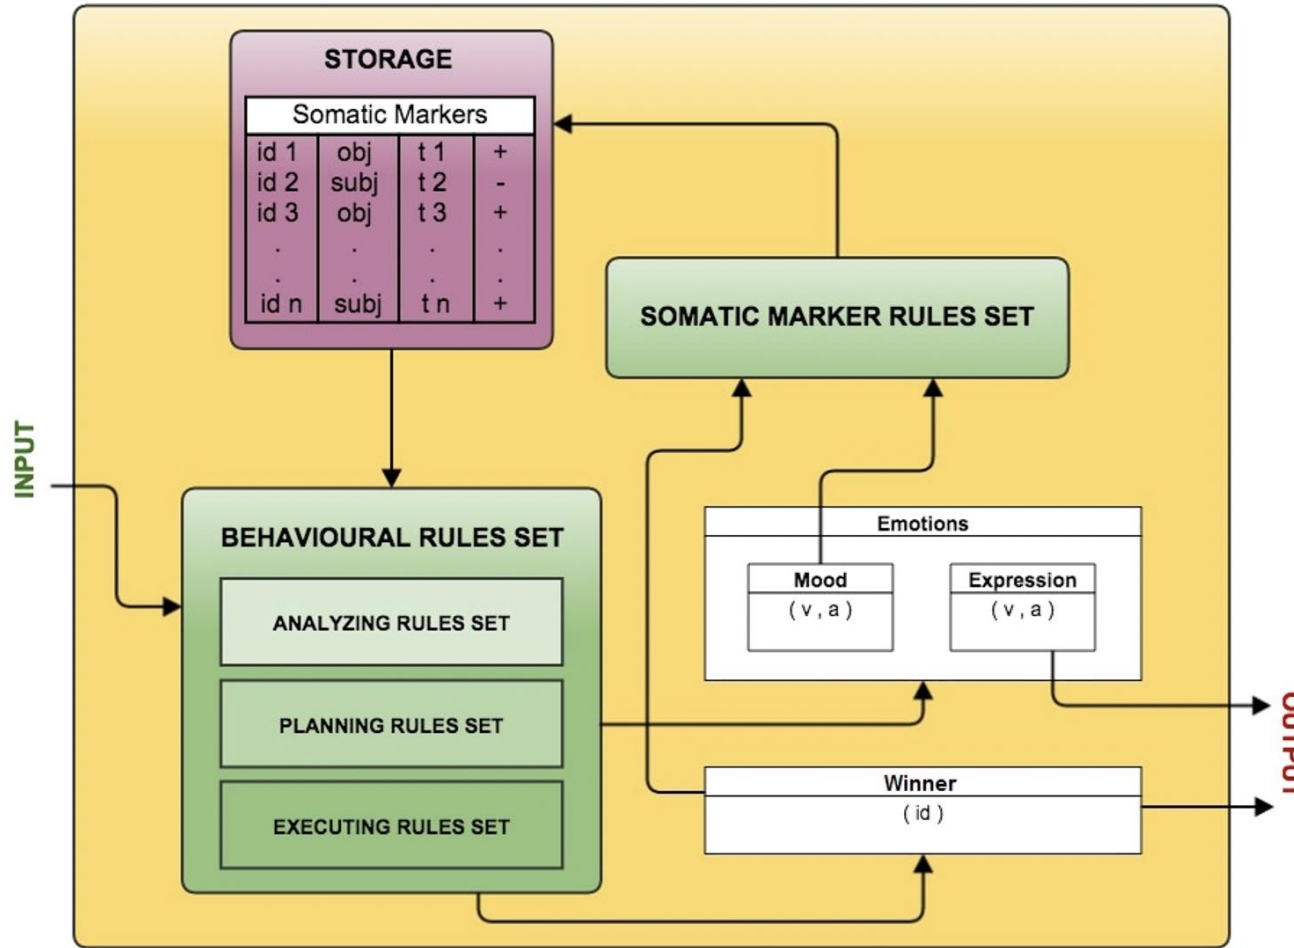 STORAGE
Somatic Markers
id 1 obj t 1 +
id 2 subj t 2 -
id 3 obj t 3 +
. . . .
. . . .
id n subj t n +
SOMATIC MARKER RULES SET
INPUT
BEHAVIOURAL RULES SET
ANALYZING RULES SET
PLANNING RULES SET
EXECUTING RULES SET
Emotions
Mood
( v , a )
Expression
( v , a )
Winner
( id )
OUTPUT